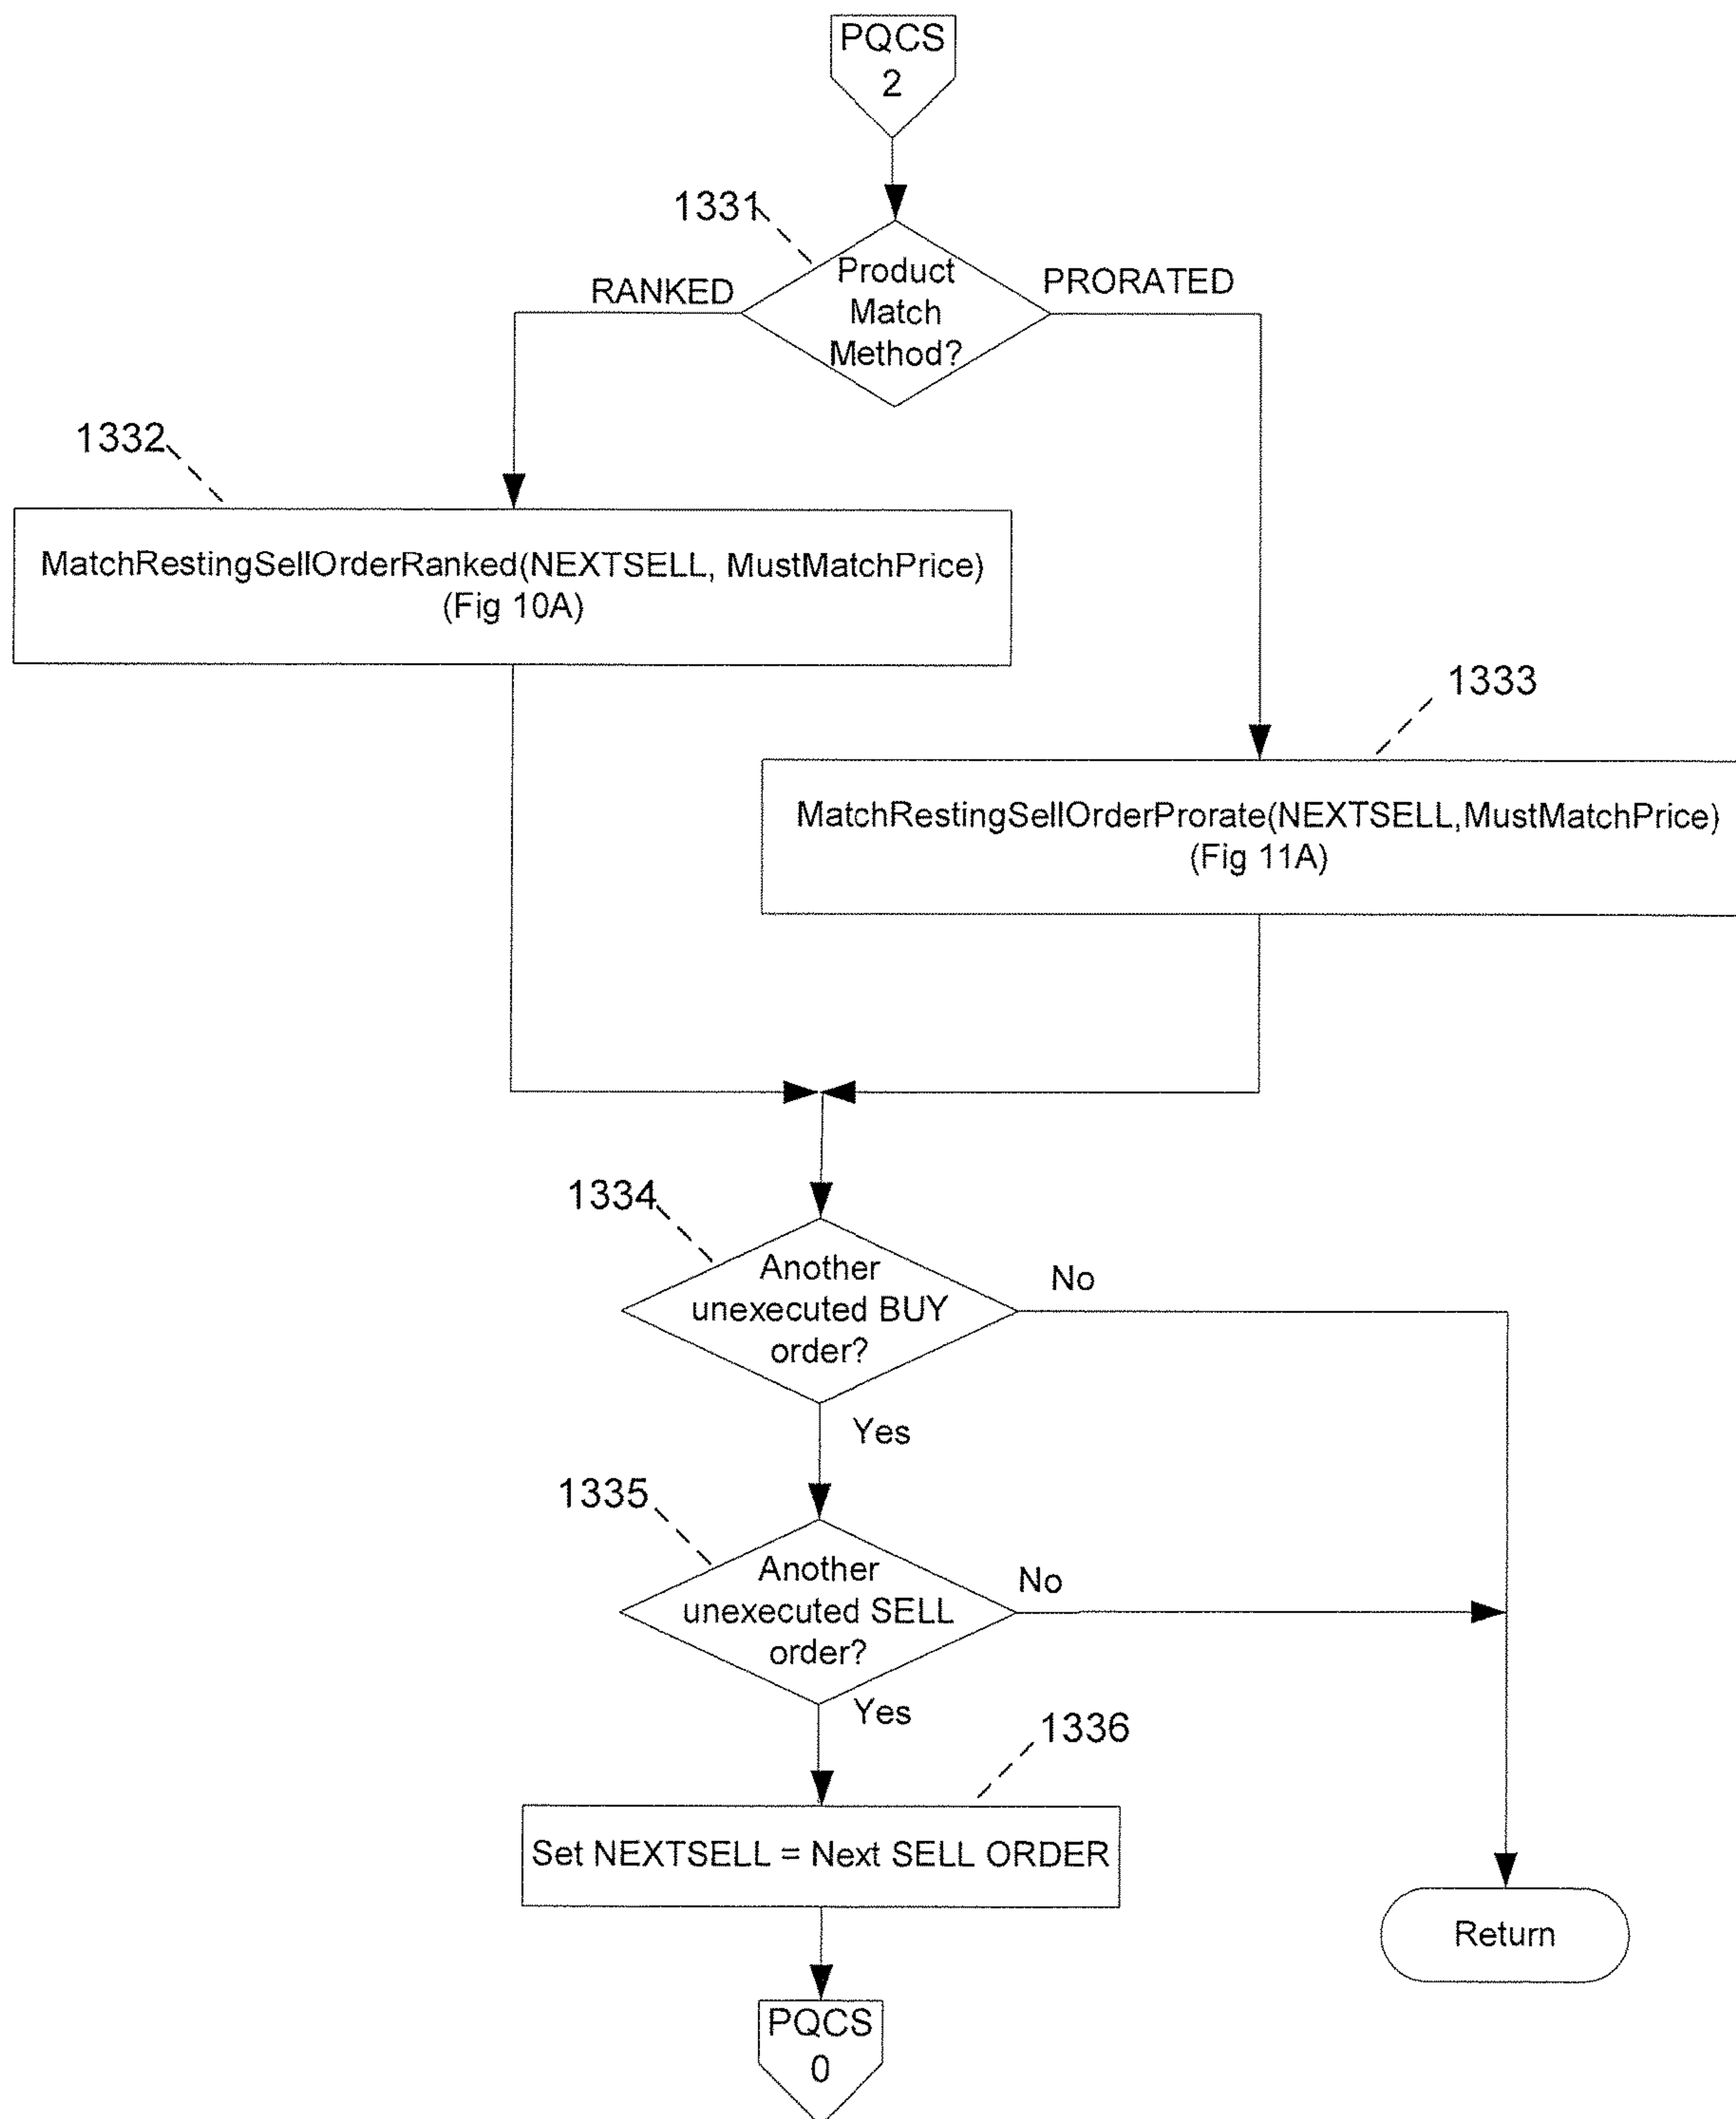 PQCS
2
1331
RANKED
Product
Match
Method?
PRORATED
1332
MatchRestingSellOrderRanked(NEXTSELL, MustMatchPrice)
(Fig 10A)
1333
MatchRestingSellOrderProrate(NEXTSELL,MustMatchPrice)
(Fig 11A)
1334
Another
unexecuted BUY
order?
No
Yes
1335
Another
unexecuted SELL
order?
No
Yes
1336
Set NEXTSELL = Next SELL ORDER
Return
PQCS
0